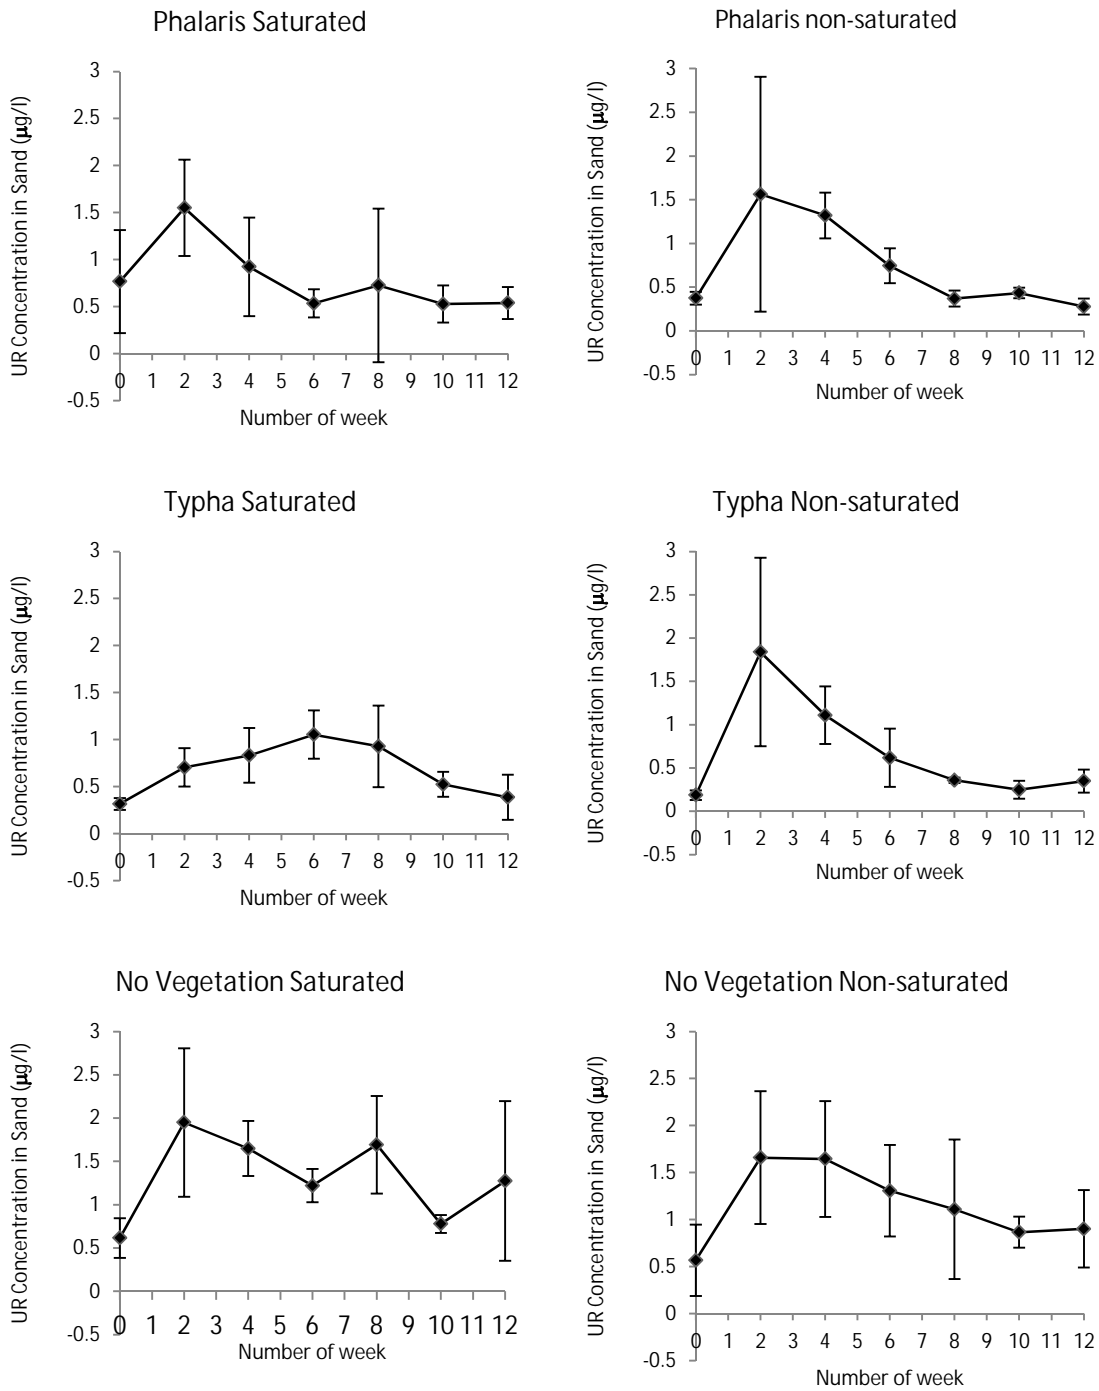 Phalaris Saturated
UR Concentration in Sand (µg/l)
3
2.5
2
1.5
1
0.5
0
-0.5
0 1 2 3 4 5 6 7 8 9 10 11 12
Number of week
Phalaris non-saturated
UR Concentration in Sand (µg/l)
3
2.5
2
1.5
1
0.5
0
-0.5
0 1 2 3 4 5 6 7 8 9 10 11 12
Number of week
Typha Saturated
UR Concentration in Sand (µg/l)
3
2.5
2
1.5
1
0.5
0
-0.5
0 1 2 3 4 5 6 7 8 9 10 11 12
Number of week
Typha Non-saturated
UR Concentration in Sand (µg/l)
3
2.5
2
1.5
1
0.5
0
-0.5
0 1 2 3 4 5 6 7 8 9 10 11 12
Number of week
No Vegetation Saturated
UR Concentration in Sand (µg/l)
3
2.5
2
1.5
1
0.5
0
-0.5
0 1 2 3 4 5 6 7 8 9 10 11 12
Number of week
No Vegetation Non-saturated
UR Concentration in Sand (µg/l)
3
2.5
2
1.5
1
0.5
0
-0.5
0 1 2 3 4 5 6 7 8 9 10 11 12
Number of week